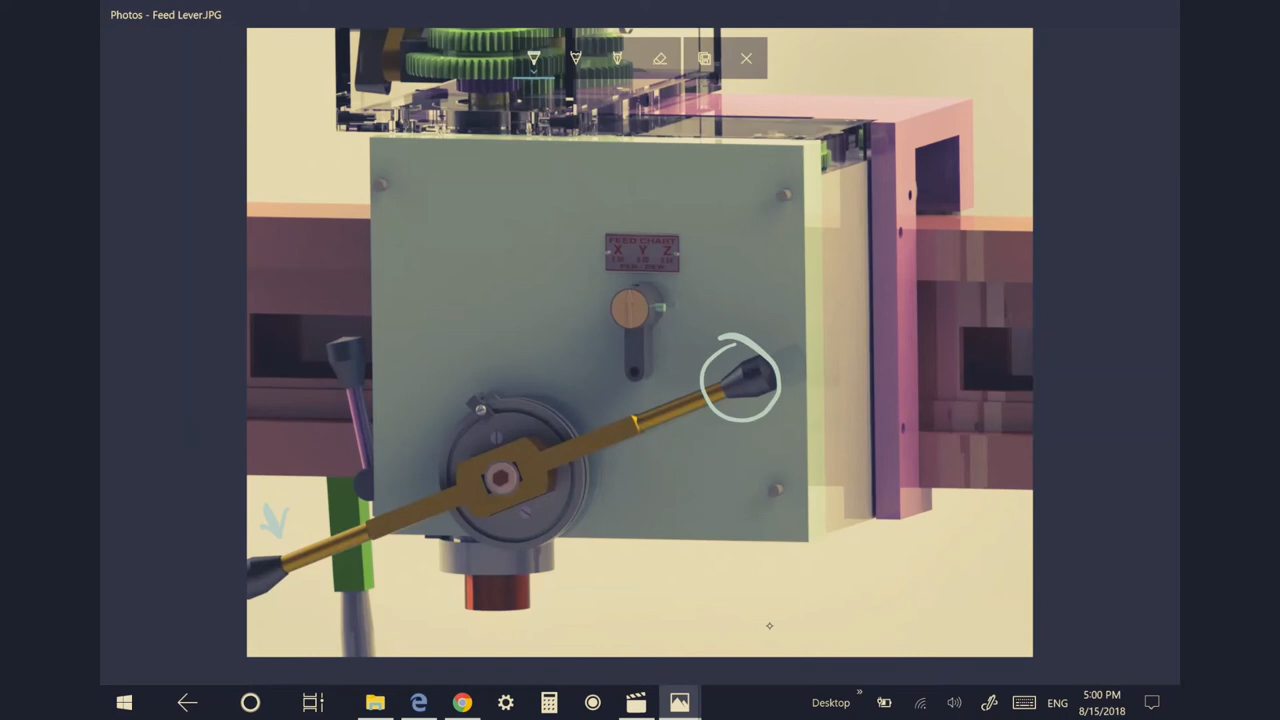 Photos - Feed Lever.JPG
FEED CHART
X Y Z
Desktop
ENG
5:00 PM
8/15/2018